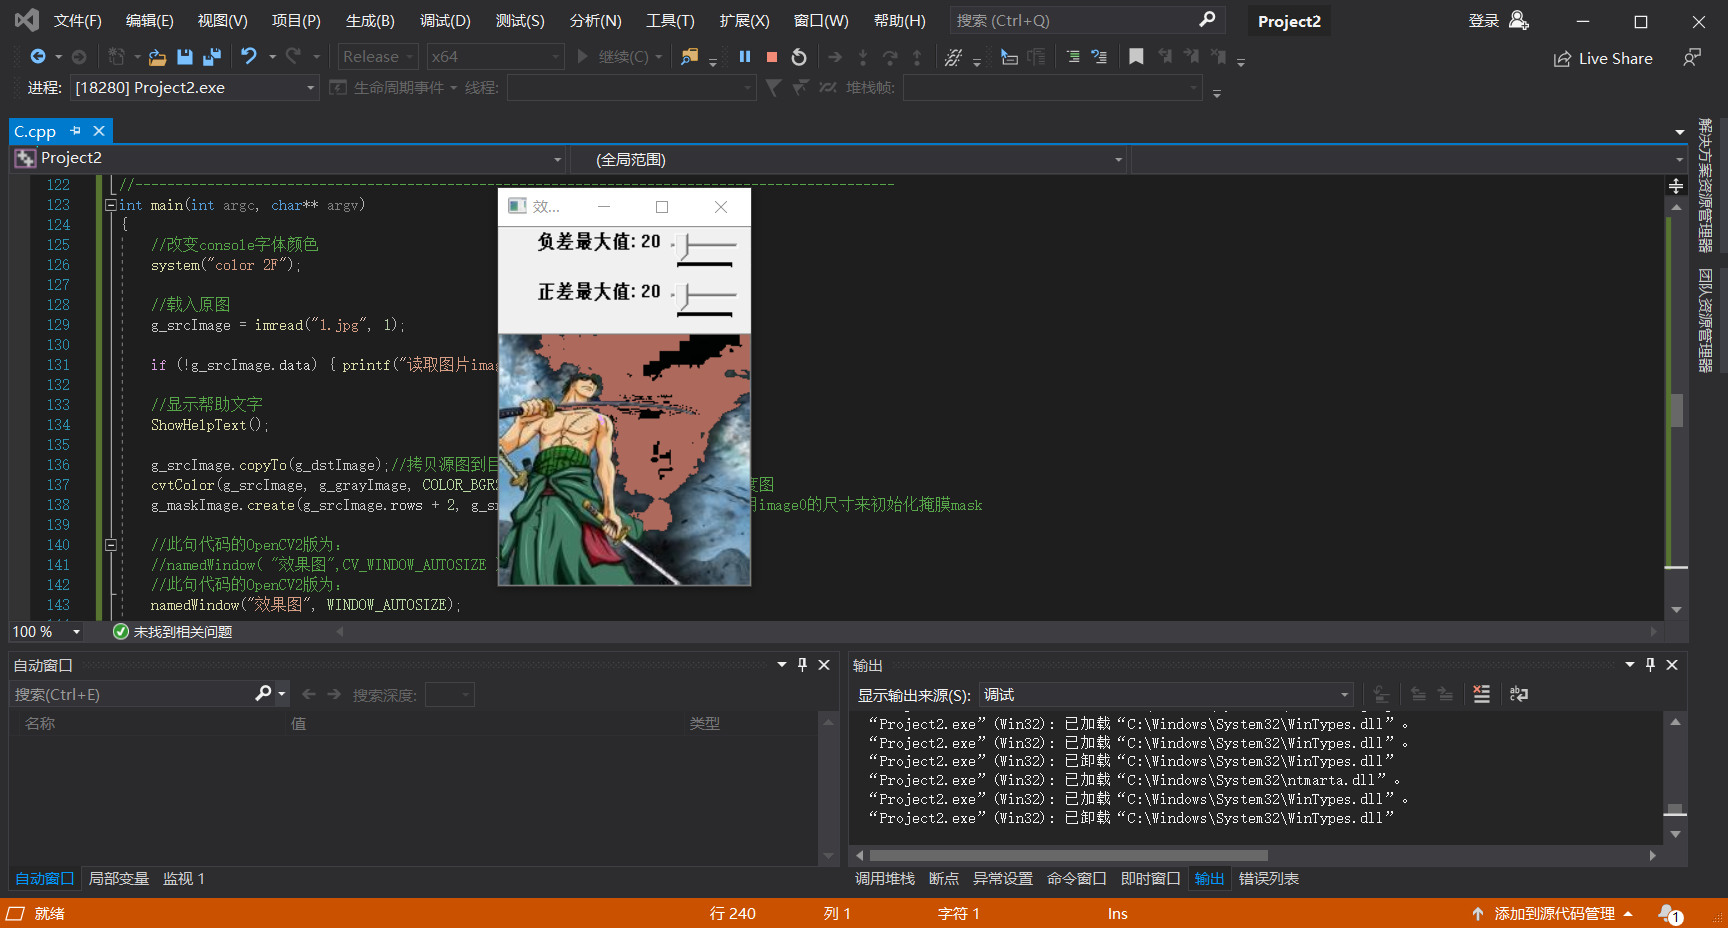 文件(F) 编辑(E) 视图(V) 项目(P) 生成(B) 调试(D) 测试(S) 分析(N) 工具(T) 扩展(X) 窗口(W) 帮助(H) 搜索 (Ctrl+Q) Project2 登录
Release x64 继续(C) Live Share
进程: [18280] Project2.exe 生命周期事件 线程: 堆栈帧:
C.cpp
Project2 (全局范围)
122 //-----------------------------------------------------------------------------------------------
123 int main(int argc, char** argv)
124 {
125 //改变console字体颜色
126 system("color 2F");
127
128 //载入原图
129 g_srcImage = imread("1.jpg", 1);
130
131 if (!g_srcImage.data) { printf("读取图片imag
132
133 //显示帮助文字
134 ShowHelpText();
135
136 g_srcImage.copyTo(g_dstImage);//拷贝源图到目
137 cvtColor(g_srcImage, g_grayImage, COLOR_BGR2 度图
138 g_maskImage.create(g_srcImage.rows + 2, g_sr 用image0的尺寸来初始化掩膜mask
139
140 //此句代码的OpenCV2版为:
141 //namedWindow( "效果图",CV_WINDOW_AUTOSIZE
142 //此句代码的OpenCV2版为:
143 namedWindow("效果图", WINDOW_AUTOSIZE);
效...
负差最大值: 20
正差最大值: 20
100 % 未找到相关问题
自动窗口
搜索(Ctrl+E) 搜索深度:
名称 值 类型
自动窗口 局部变量 监视 1
输出
显示输出来源(S): 调试
“Project2.exe” (Win32): 已加载“C:\Windows\System32\WinTypes.dll”。
“Project2.exe” (Win32): 已加载“C:\Windows\System32\WinTypes.dll”。
“Project2.exe” (Win32): 已卸载“C:\Windows\System32\WinTypes.dll”
“Project2.exe” (Win32): 已加载“C:\Windows\System32\ntmarta.dll”。
“Project2.exe” (Win32): 已加载“C:\Windows\System32\WinTypes.dll”。
“Project2.exe” (Win32): 已卸载“C:\Windows\System32\WinTypes.dll”
调用堆栈 断点 异常设置 命令窗口 即时窗口 输出 错误列表
解决方案资源管理器
团队资源管理器
就绪 行 240 列 1 字符 1 Ins 添加到源代码管理 1